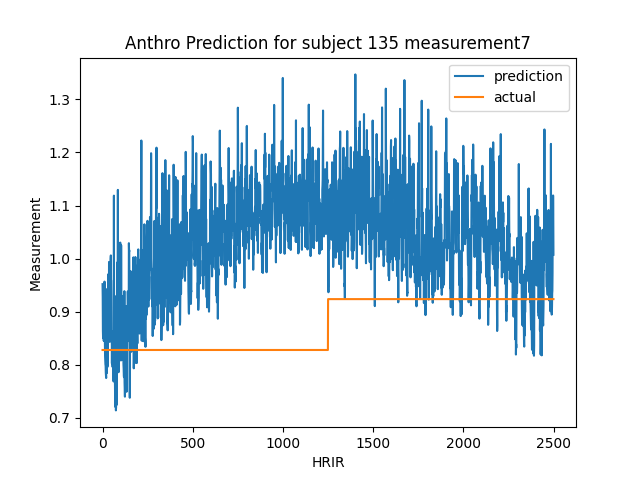 Anthro Prediction for subject 135 measurement7
prediction
actual
1.3
1.2
1.1
1.0
0.9
0.8
0.7
Measurement
0
500
1000
1500
2000
2500
HRIR